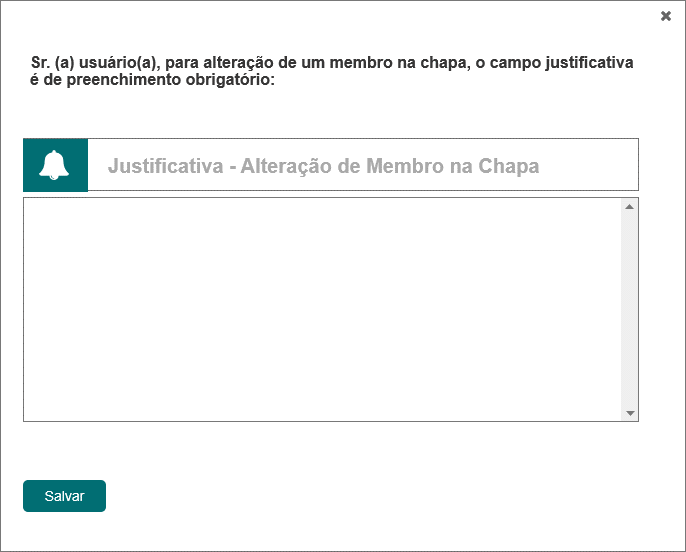 Sr. (a) usuário(a), para alteração de um membro na chapa, o campo justificativa
é de preenchimento obrigatório:
Justificativa - Alteração de Membro na Chapa
Salvar